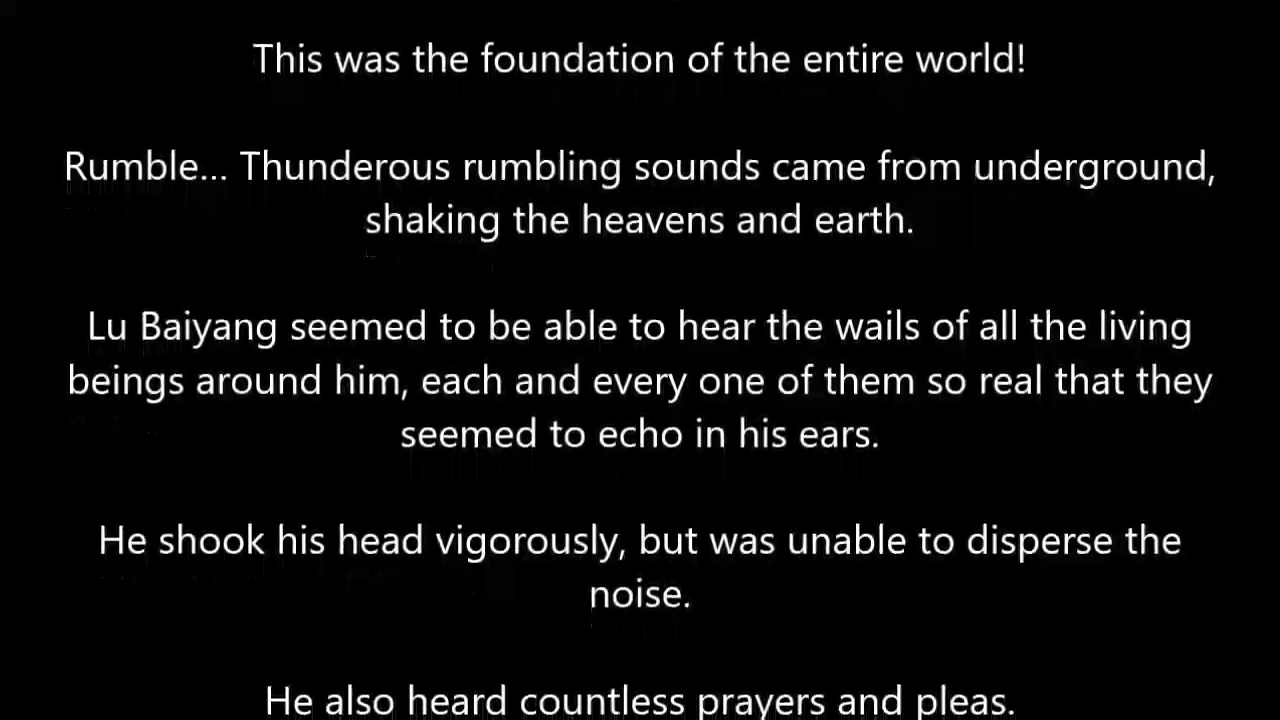 This was the foundation of the entire world!
Rumble... Thunderous rumbling sounds came from underground,
shaking the heavens and earth.
Lu Baiyang seemed to be able to hear the wails of all the living
beings around him, each and every one of them so real that they
seemed to echo in his ears.
He shook his head vigorously, but was unable to disperse the
noise.
He also heard countless prayers and pleas.